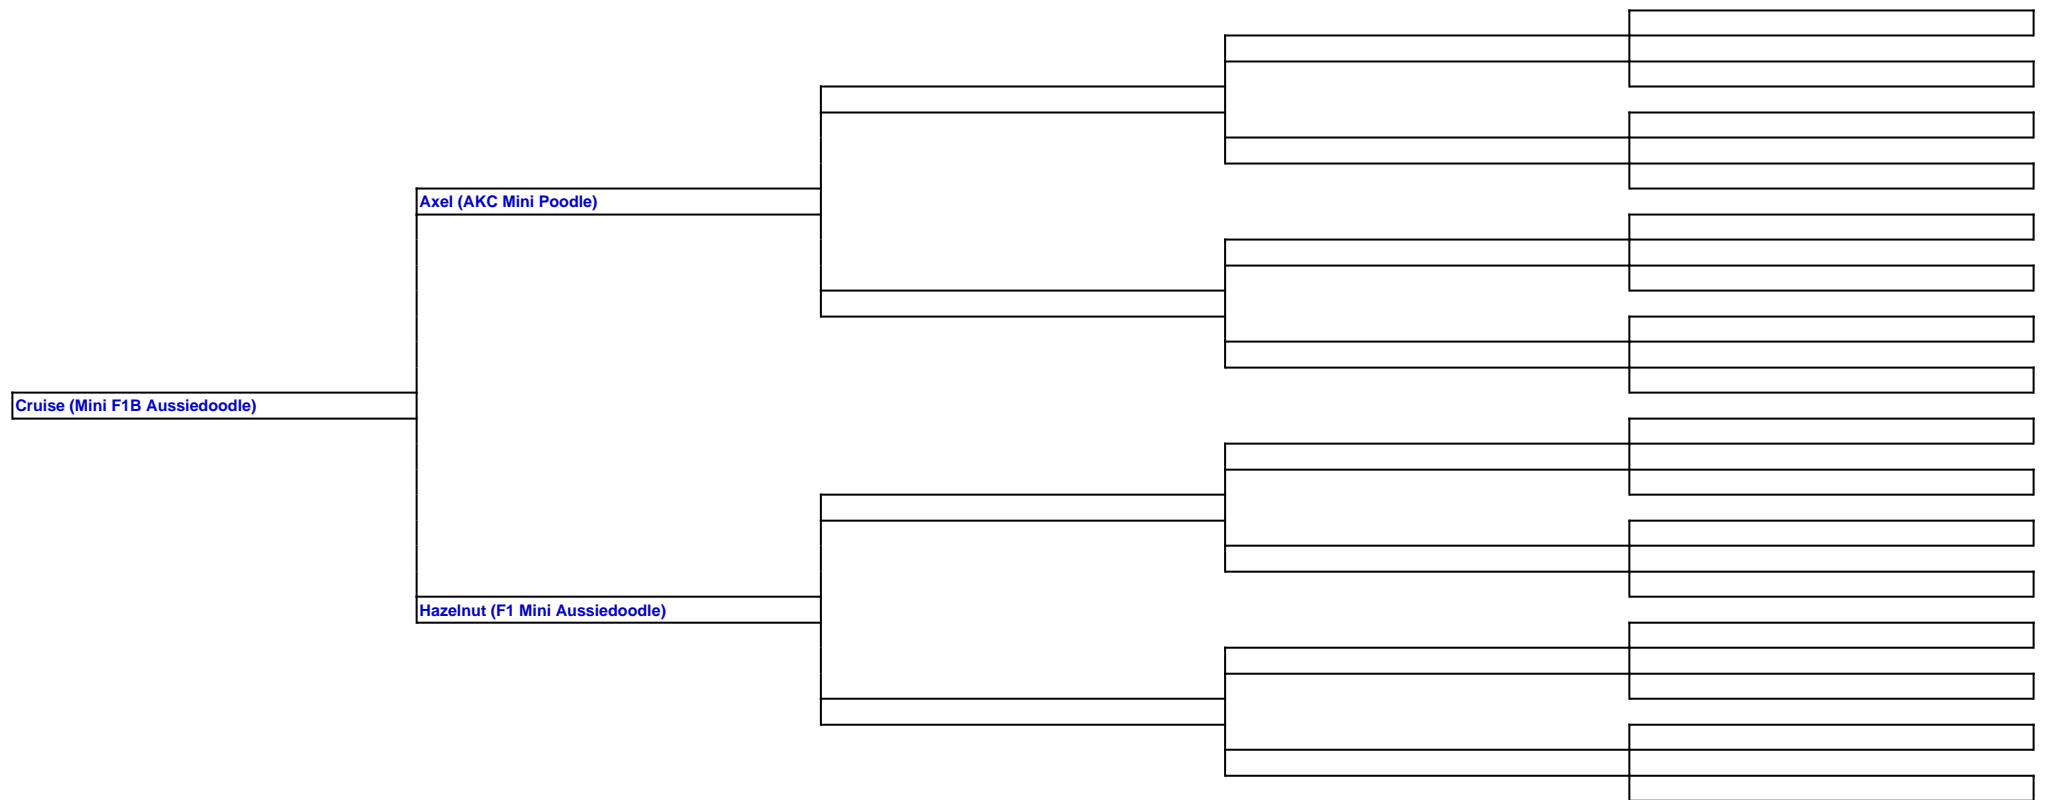 Axel (AKC Mini Poodle)
Cruise (Mini F1B Aussiedoodle)
Hazelnut (F1 Mini Aussiedoodle)